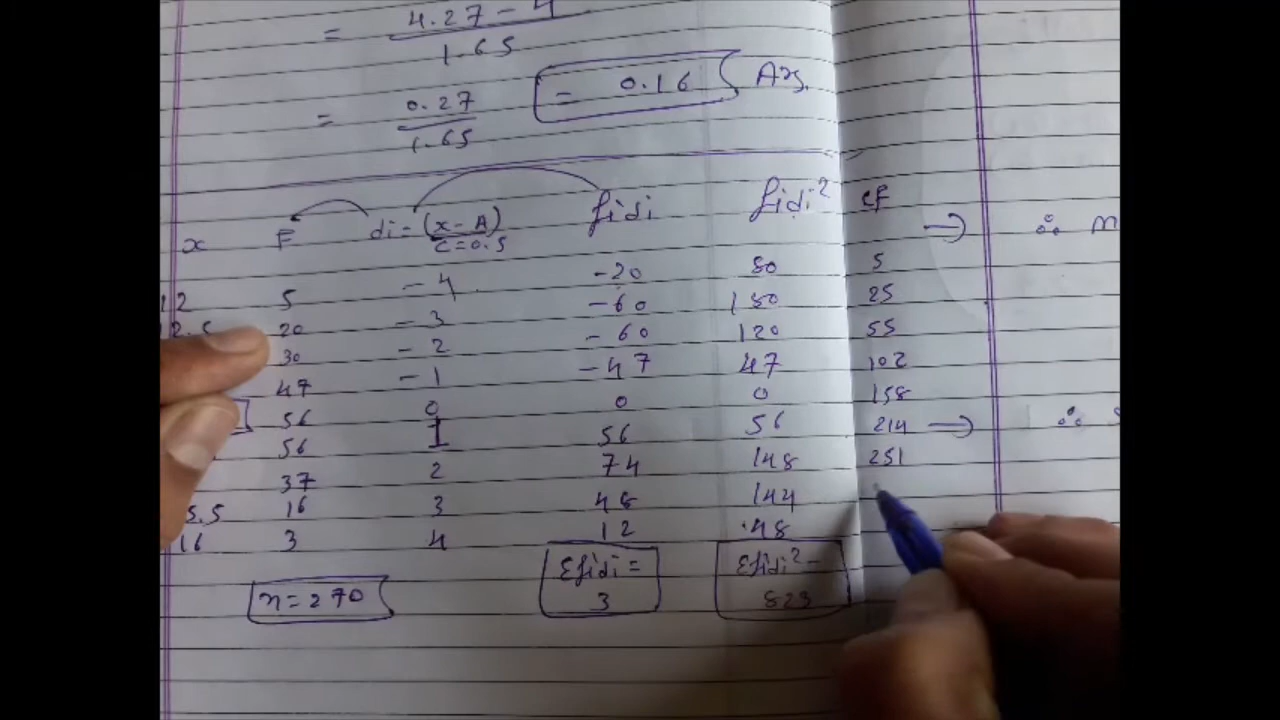 = 4.27 - 4 / 1.65
= 0.27 / 1.65 = 0.16 Ans.
x F di = (x - A) / C = 0.5 fidi fidi² cf → ∴ M
12 5 - 4 - 20 80 5
12.5 20 - 3 - 60 180 25
30 - 2 - 60 120 55
47 - 1 - 47 47 102
56 0 0 0 158
56 1 56 56 214 → ∴
37 2 74 148 251
5.5 16 3 48 144
16 3 4 12 48
n = 270 Σfidi = 3 Σfidi² = 823